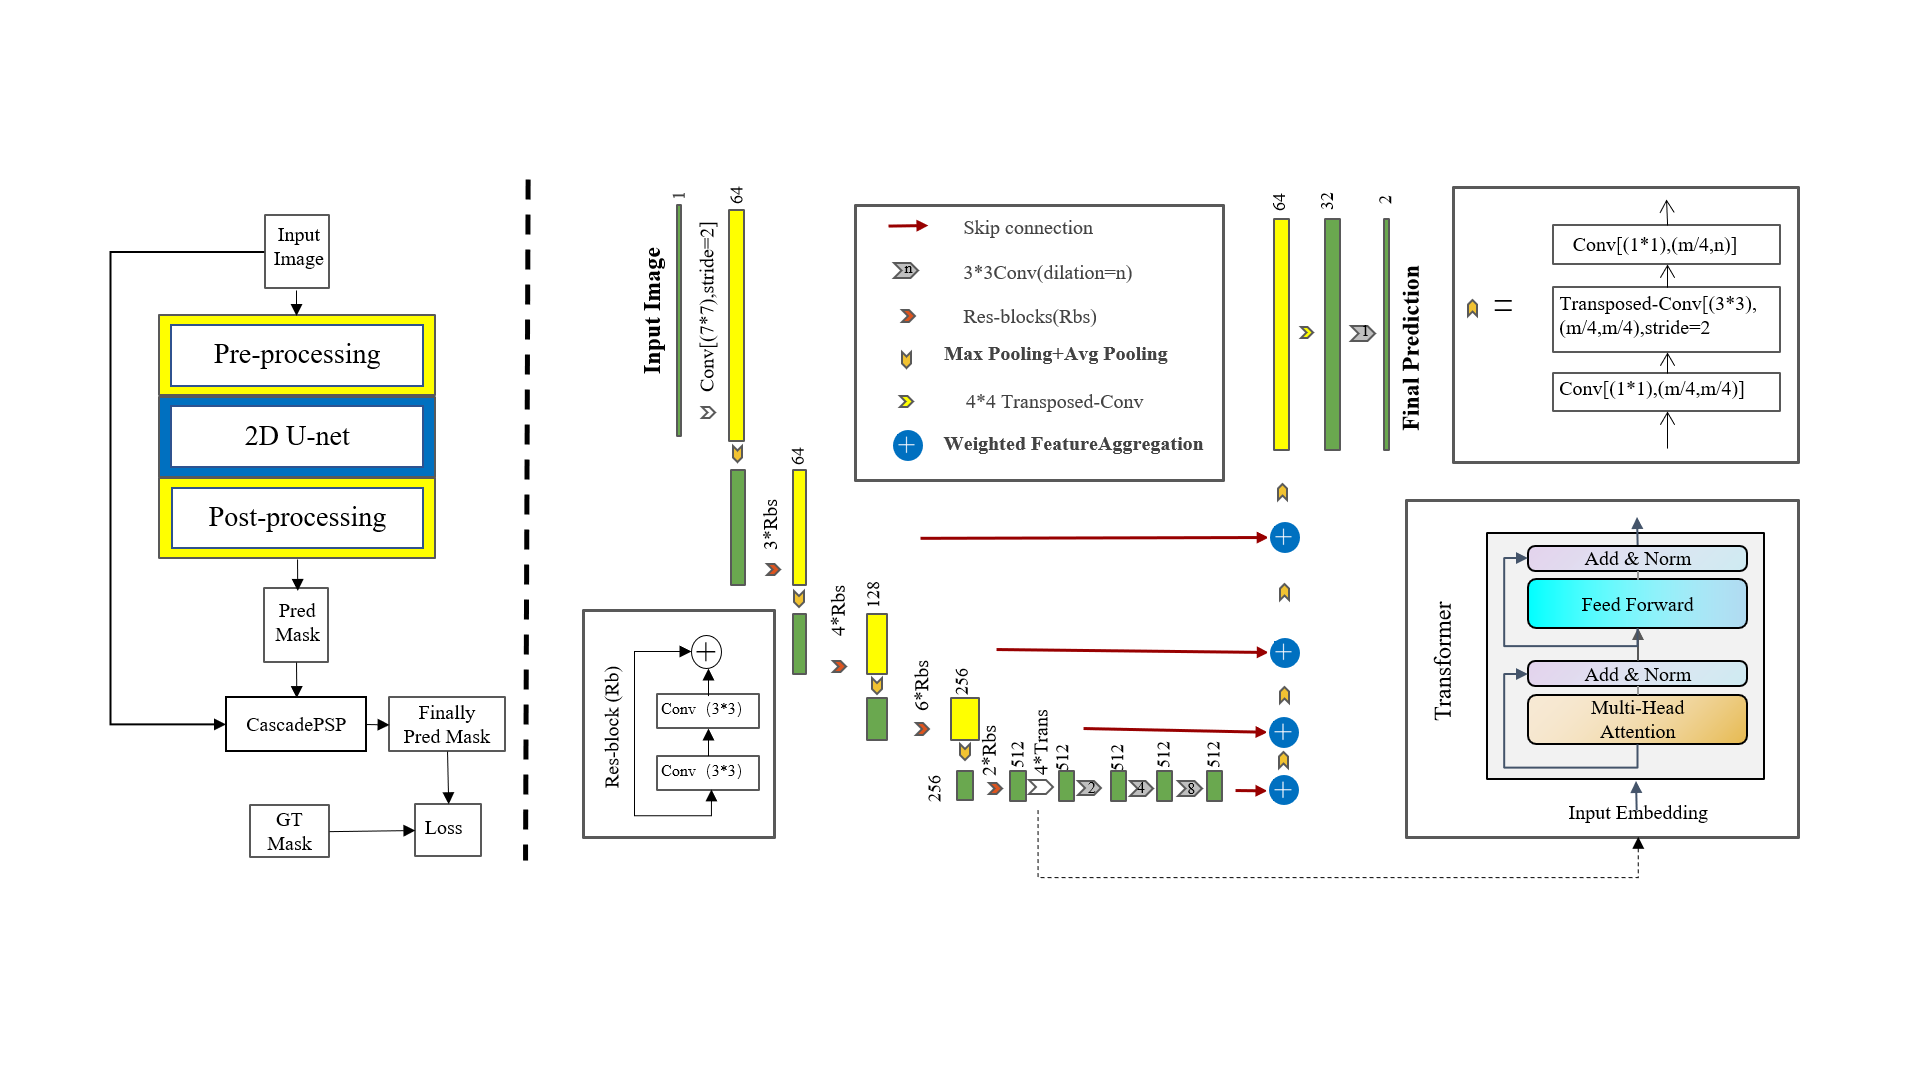 Input
Image
Pre-processing
2D U-net
Post-processing
Pred
Mask
CascadePSP
Finally
Pred Mask
GT
Mask
Loss
Input Image
1
Conv[(7*7),stride=2]
64
3*Rbs
64
4*Rbs
128
6*Rbs
256
256
2*Rbs
512
4*Trans
512
2
512
4
512
8
512
Res-block (Rb)
Conv（3*3）
Conv（3*3）
Skip connection
n
3*3Conv(dilation=n)
Res-blocks(Rbs)
Max Pooling+Avg Pooling
4*4 Transposed-Conv
Weighted FeatureAggregation
64
32
1
2
Final Prediction
=
Conv[(1*1),(m/4,n)]
Transposed-Conv[(3*3),
(m/4,m/4),stride=2
Conv[(1*1),(m/4,m/4)]
Transformer
Add & Norm
Feed Forward
Add & Norm
Multi-Head
Attention
Input Embedding